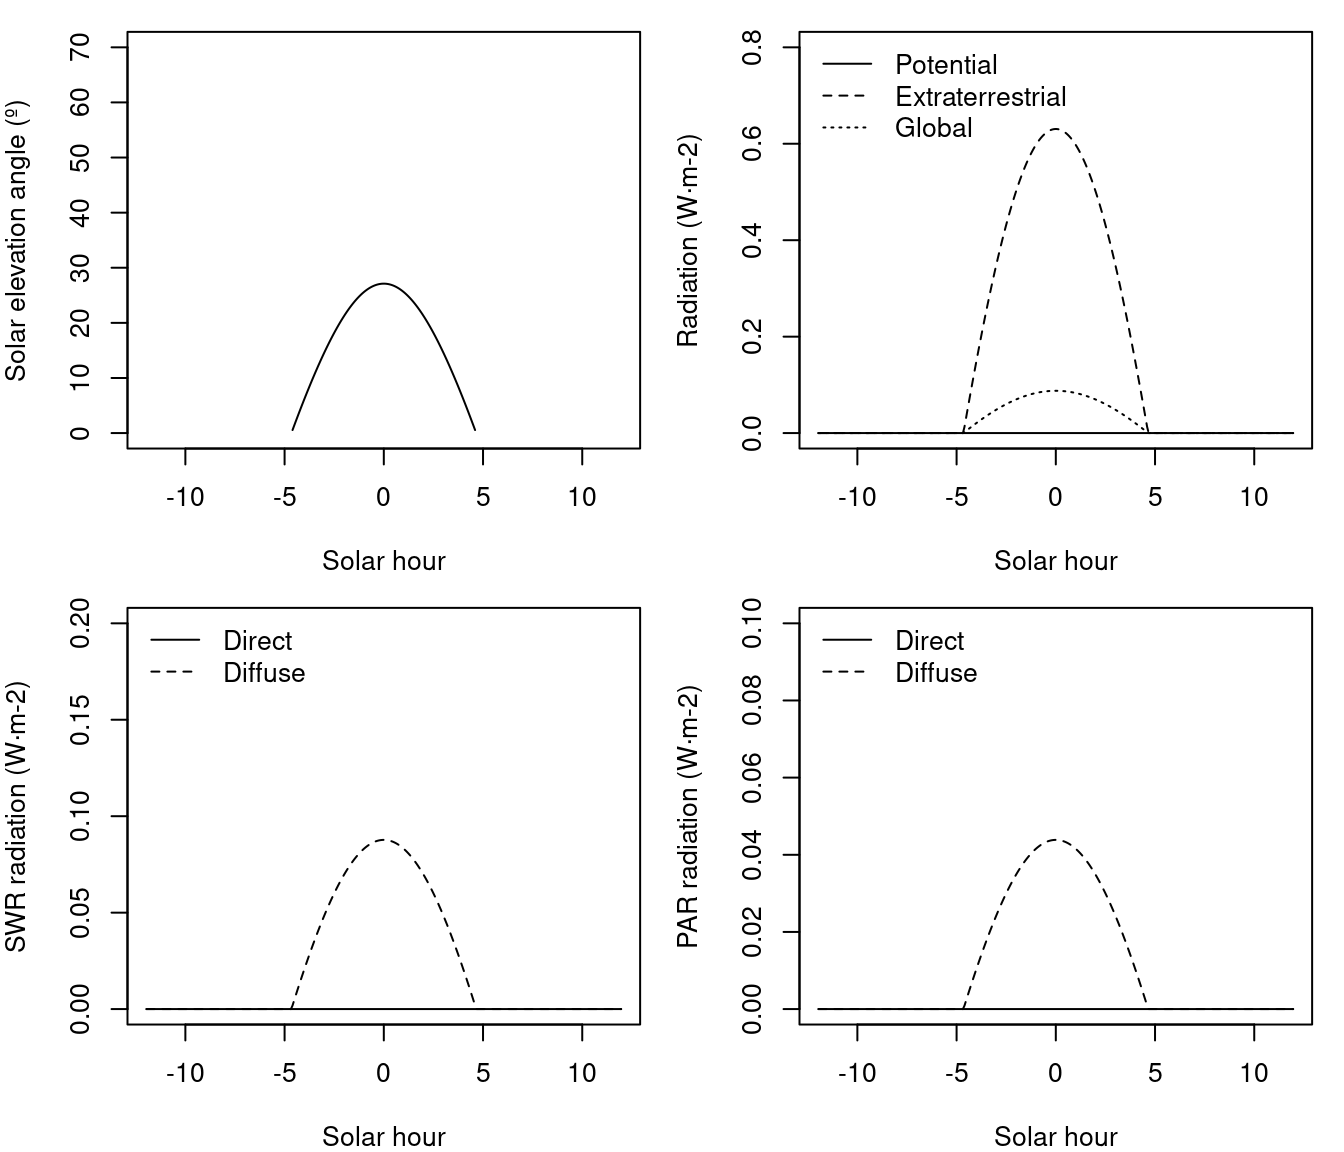 Solar elevation angle (º)
70
60
50
40
30
20
10
0
-10 -5 0 5 10
Solar hour
Radiation (W·m-2)
0.8
0.6
0.4
0.2
0.0
Potential
Extraterrestrial
Global
-10 -5 0 5 10
Solar hour
SWR radiation (W·m-2)
0.20
0.15
0.10
0.05
0.00
Direct
Diffuse
-10 -5 0 5 10
Solar hour
PAR radiation (W·m-2)
0.10
0.08
0.06
0.04
0.02
0.00
Direct
Diffuse
-10 -5 0 5 10
Solar hour